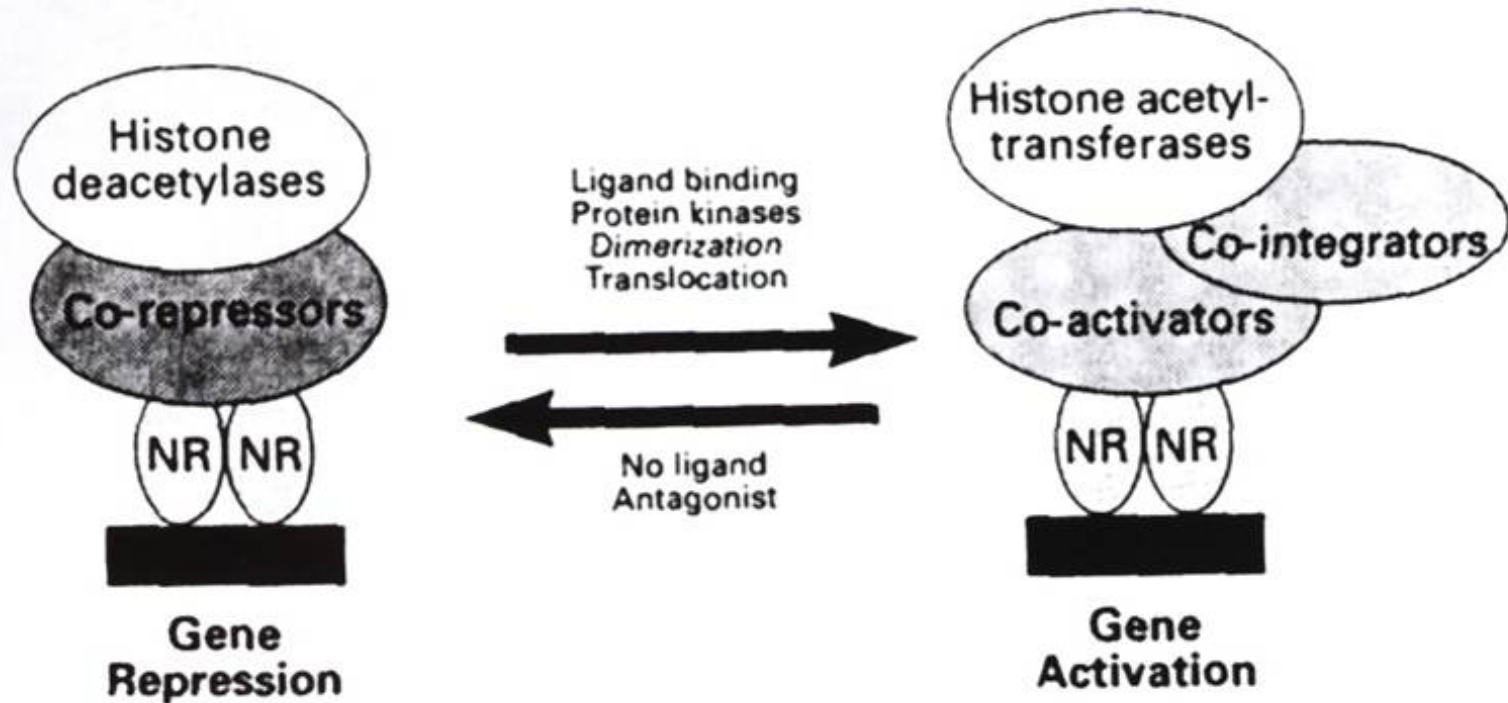 Histone
deacetylases
Co-repressors
NR NR
Gene
Repression
Ligand binding
Protein kinases
Dimerization
Translocation
No ligand
Antagonist
Histone acetyl-
transferases
Co-integrators
Co-activators
NR NR
Gene
Activation